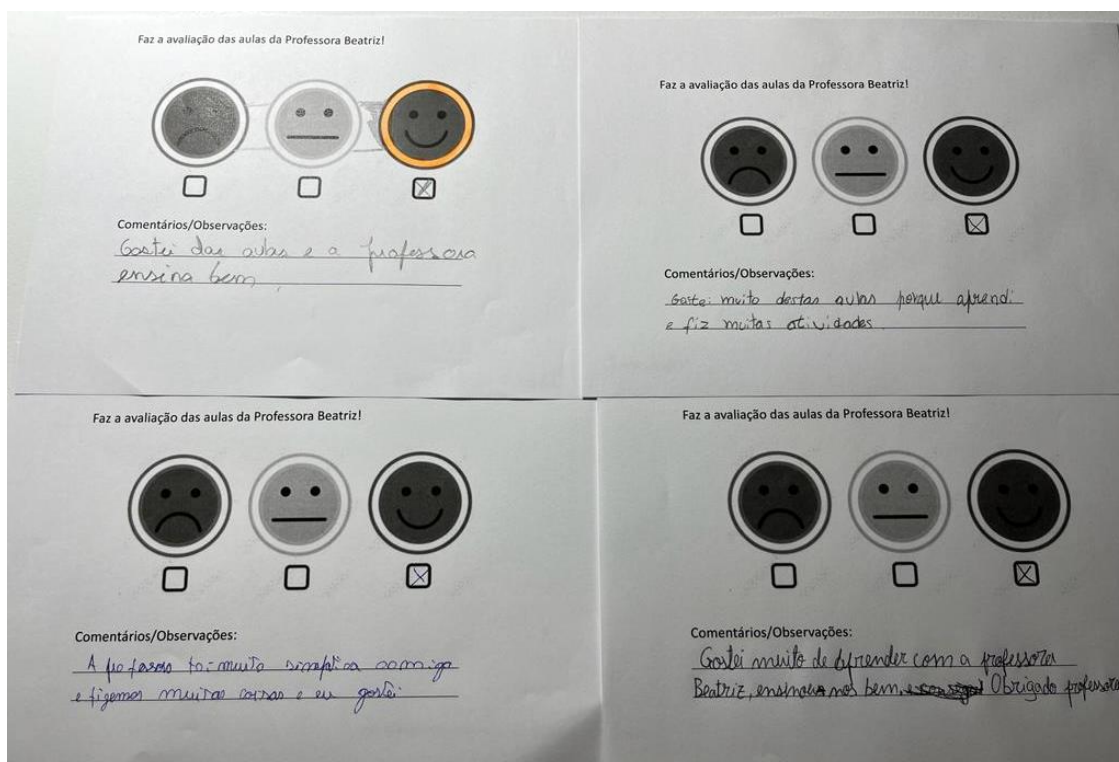 Faz a avaliação das aulas da Professora Beatriz!
Comentários/Observações:
Gostei das aulas e a professora
ensina bem
Faz a avaliação das aulas da Professora Beatriz!
Comentários/Observações:
Gostei muito destas aulas porque aprendi
e fiz muitas atividades
Faz a avaliação das aulas da Professora Beatriz!
Comentários/Observações:
A foi muito simpatica comigo
e fizemos muitas coisas e eu gostei
Faz a avaliação das aulas da Professora Beatriz!
Comentários/Observações:
Gostei muito de aprender com a professora
Beatriz, nos bem Obrigado professora